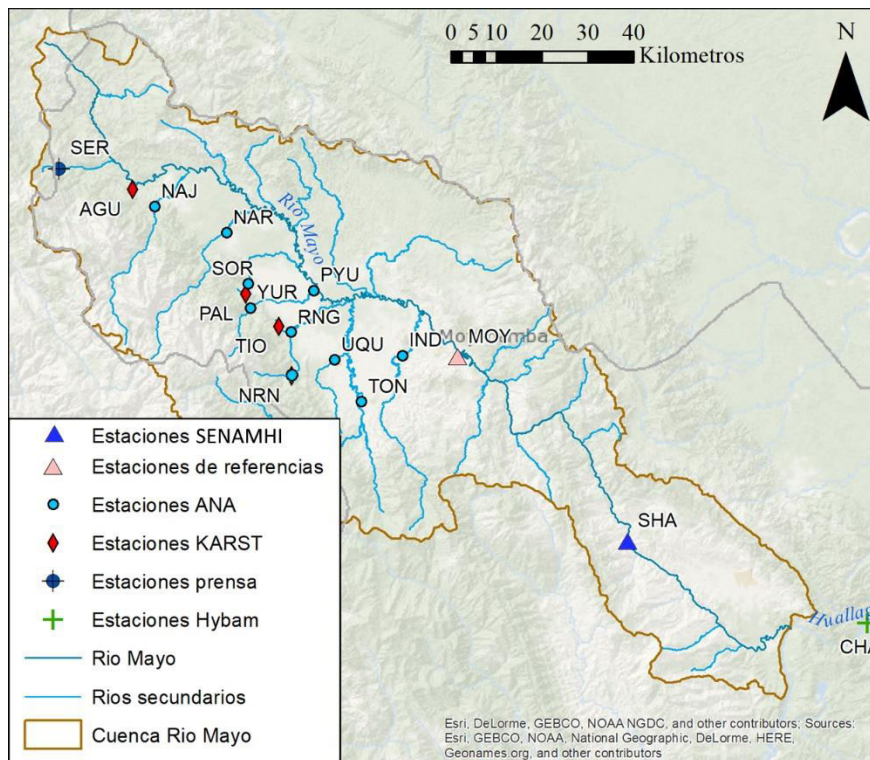 0 5 10 20 30 40
Kilometros
N
SER
AGU
NAJ
NAR
Río Mayo
SOR
YUR
PYU
PAL
RNG
TIO
UQU
IND
MOY
NRN
TON
SHA
CHA
Estaciones SENAMHI
Estaciones de referencias
Estaciones ANA
Estaciones KARST
Estaciones prensa
Estaciones Hybam
Rio Mayo
Rios secundarios
Cuenca Rio Mayo
Esri, DeLorme, GEBCO, NOAA NGDC, and other contributors; Sources:
Esri, GEBCO, NOAA, National Geographic, DeLorme, HERE,
Geonames.org, and other contributors